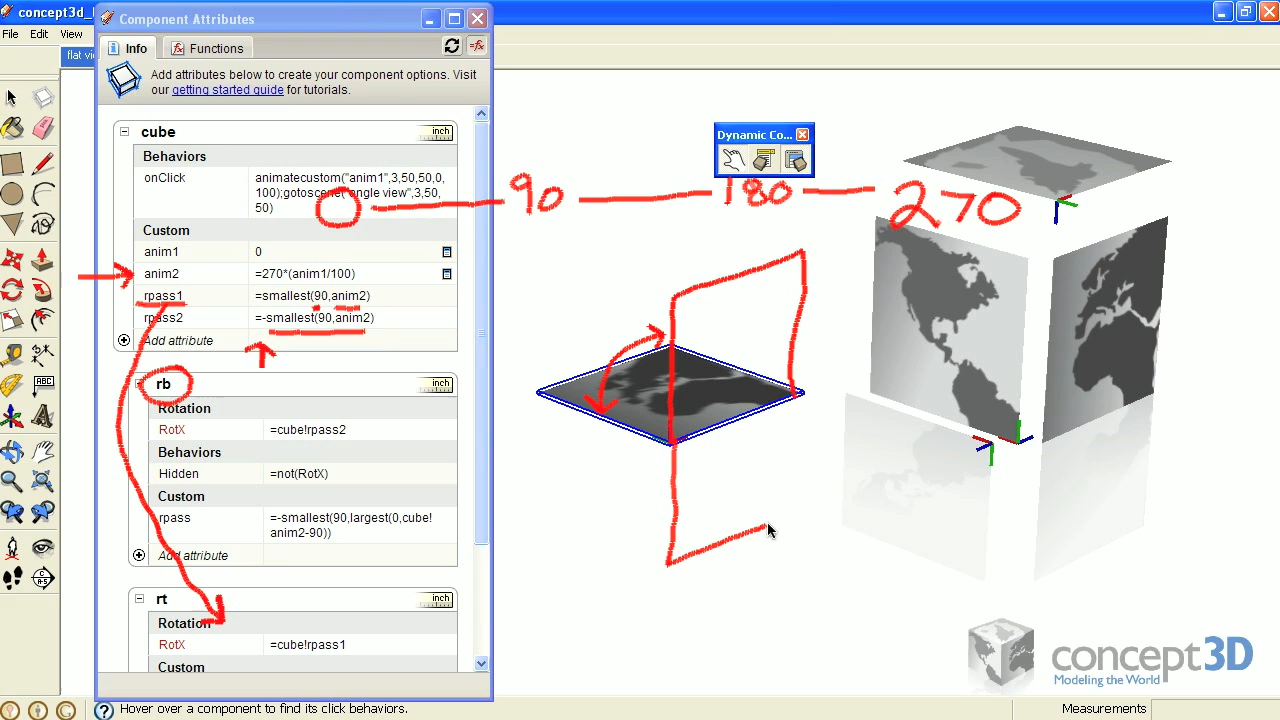 concept3d_
Component Attributes
File Edit View
flat vi
Info Functions =fx
Add attributes below to create your component options. Visit
our getting started guide for tutorials.
cube inch
Behaviors
onClick animatecustom("anim1",3,50,50,0,
100);gotoscene("angle view",3,50,
50)
Custom
anim1 0
anim2 =270*(anim1/100)
rpass1 =smallest(90,anim2)
rpass2 =-smallest(90,anim2)
Add attribute
rb inch
Rotation
RotX =cube!rpass2
Behaviors
Hidden =not(RotX)
Custom
rpass =-smallest(90,largest(0,cube!
anim2-90))
Add attribute
rt inch
Rotation
RotX =cube!rpass1
Custom
Dynamic Co...
90 180 270
ABC
concept3D
Modeling the World
Hover over a component to find its click behaviors.
Measurements